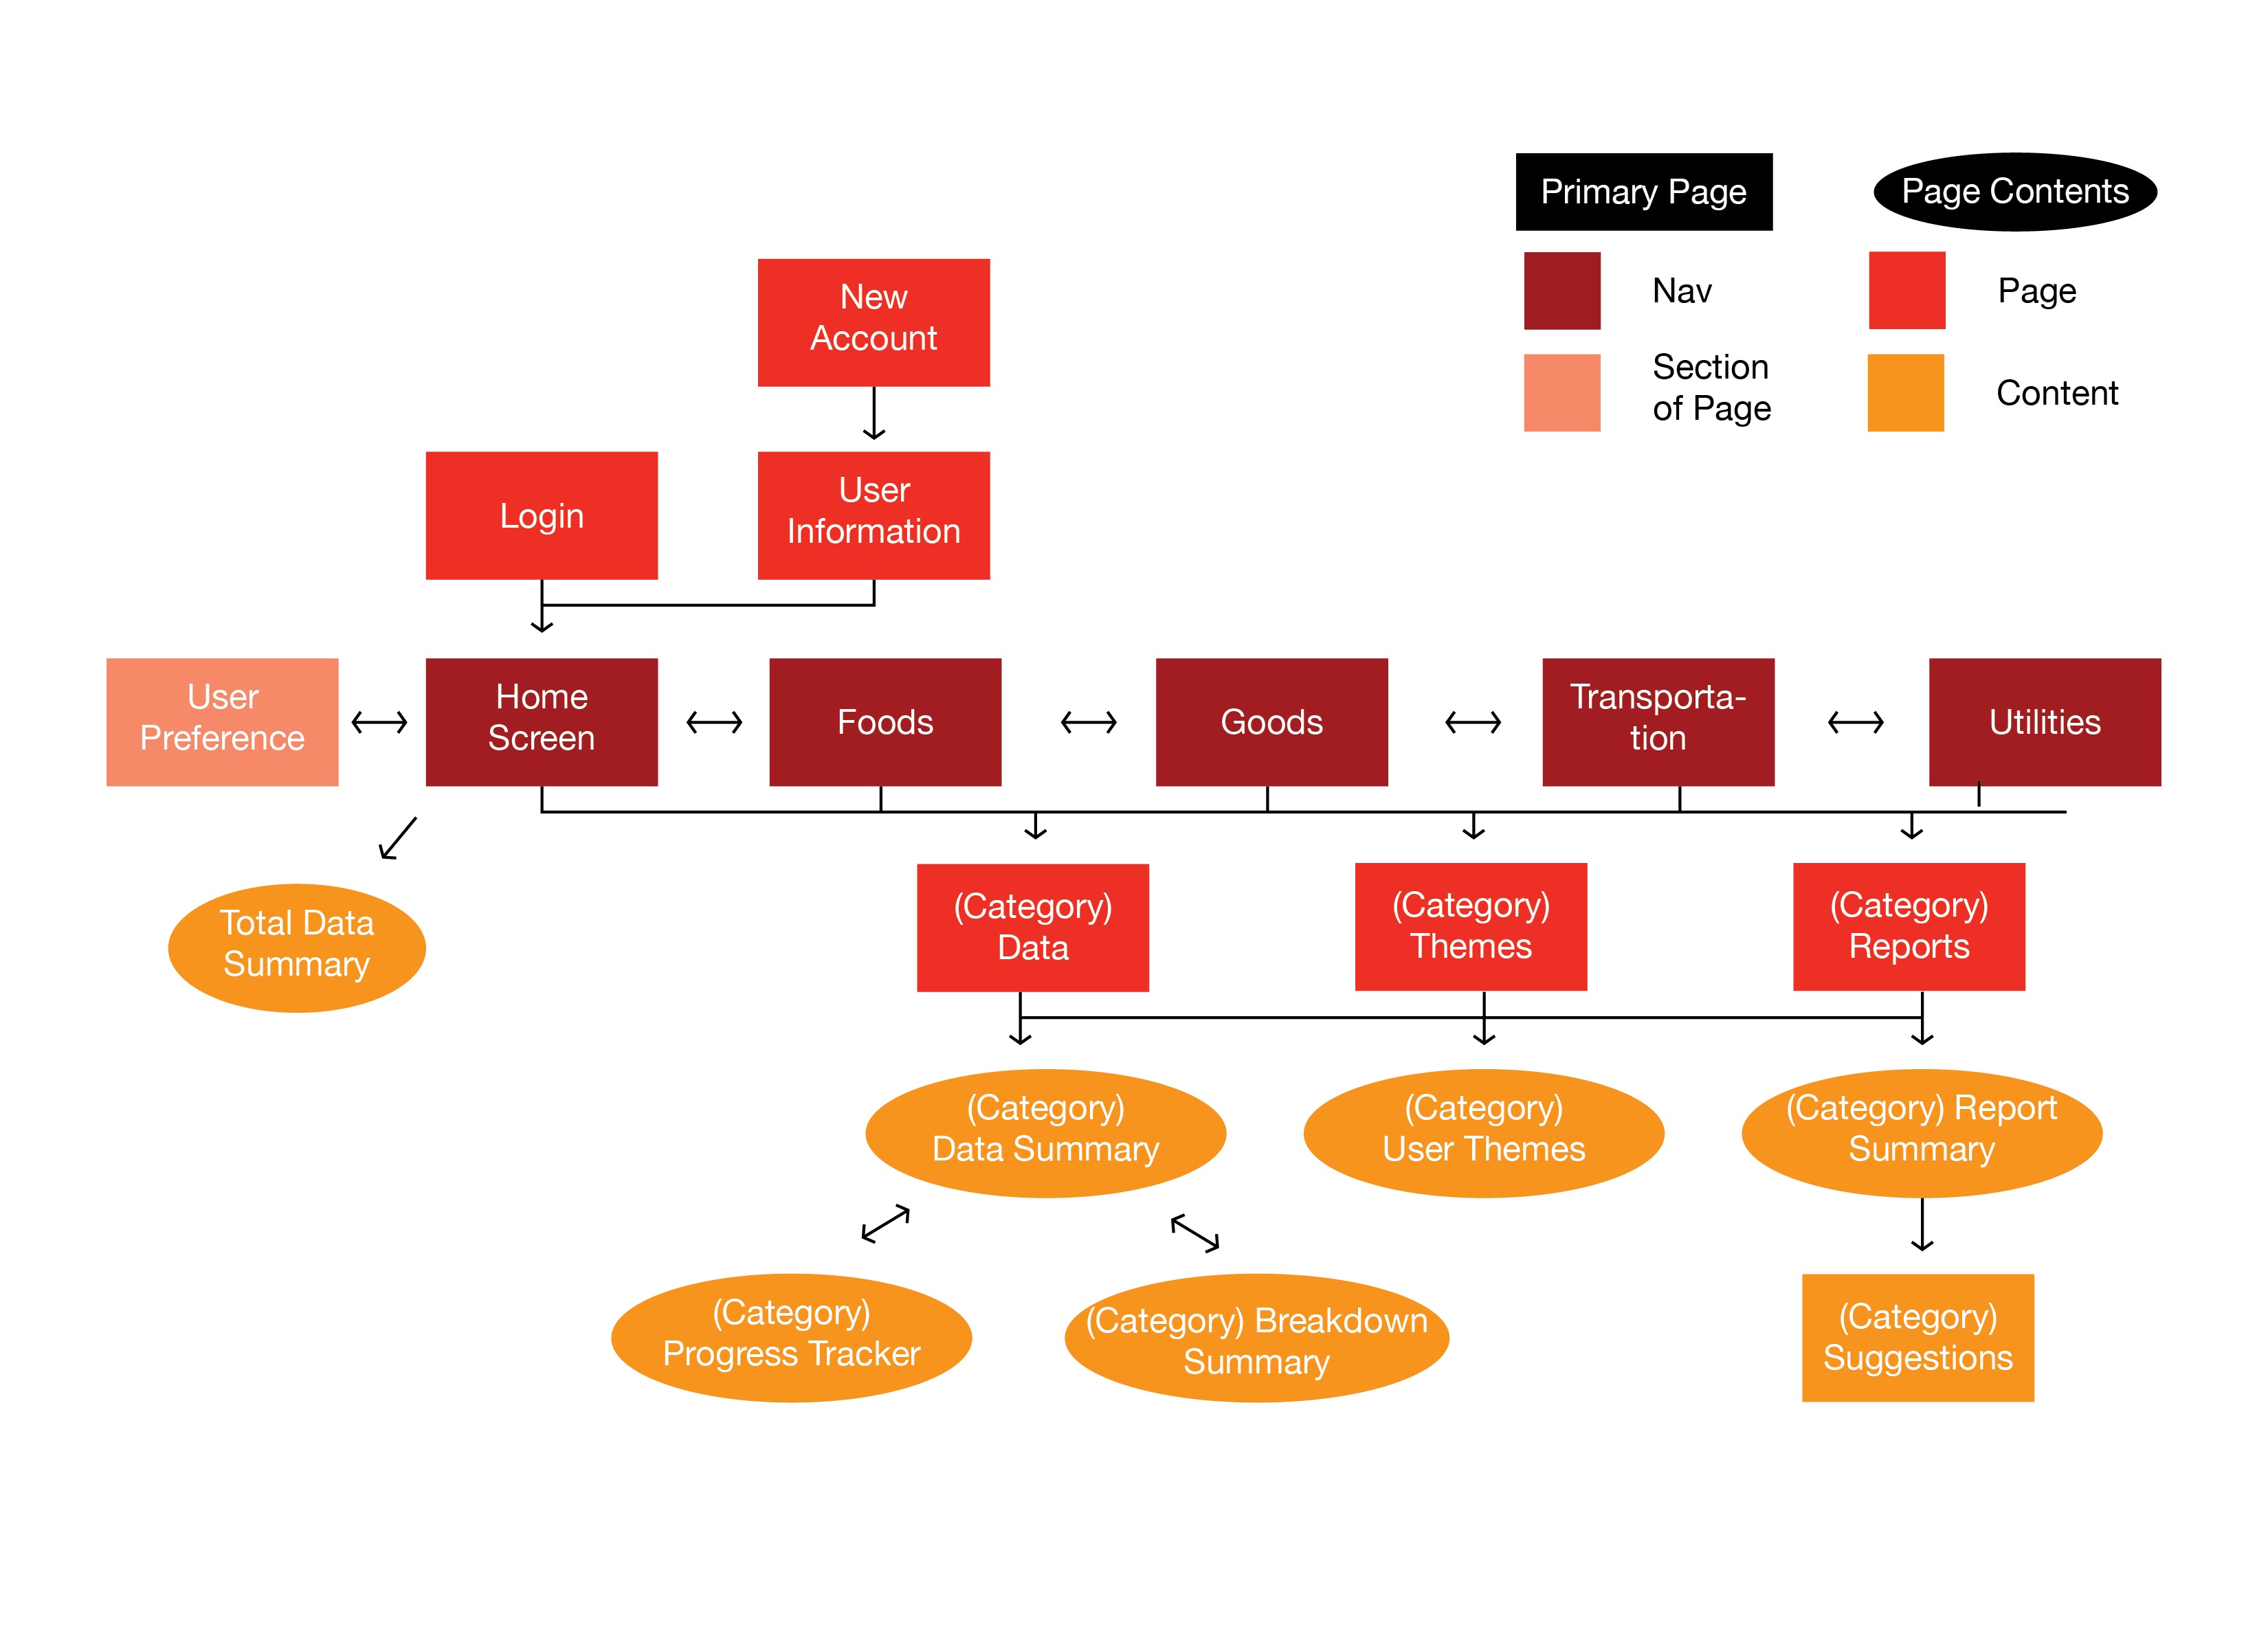 Primary Page
Page Contents
Nav
Page
Section
of Page
Content
New
Account
Login
User
Information
User
Preference
Home
Screen
Foods
Goods
Transporta-
tion
Utilities
Total Data
Summary
(Category)
Data
(Category)
Themes
(Category)
Reports
(Category)
Data Summary
(Category)
User Themes
(Category) Report
Summary
(Category)
Progress Tracker
(Category) Breakdown
Summary
(Category)
Suggestions